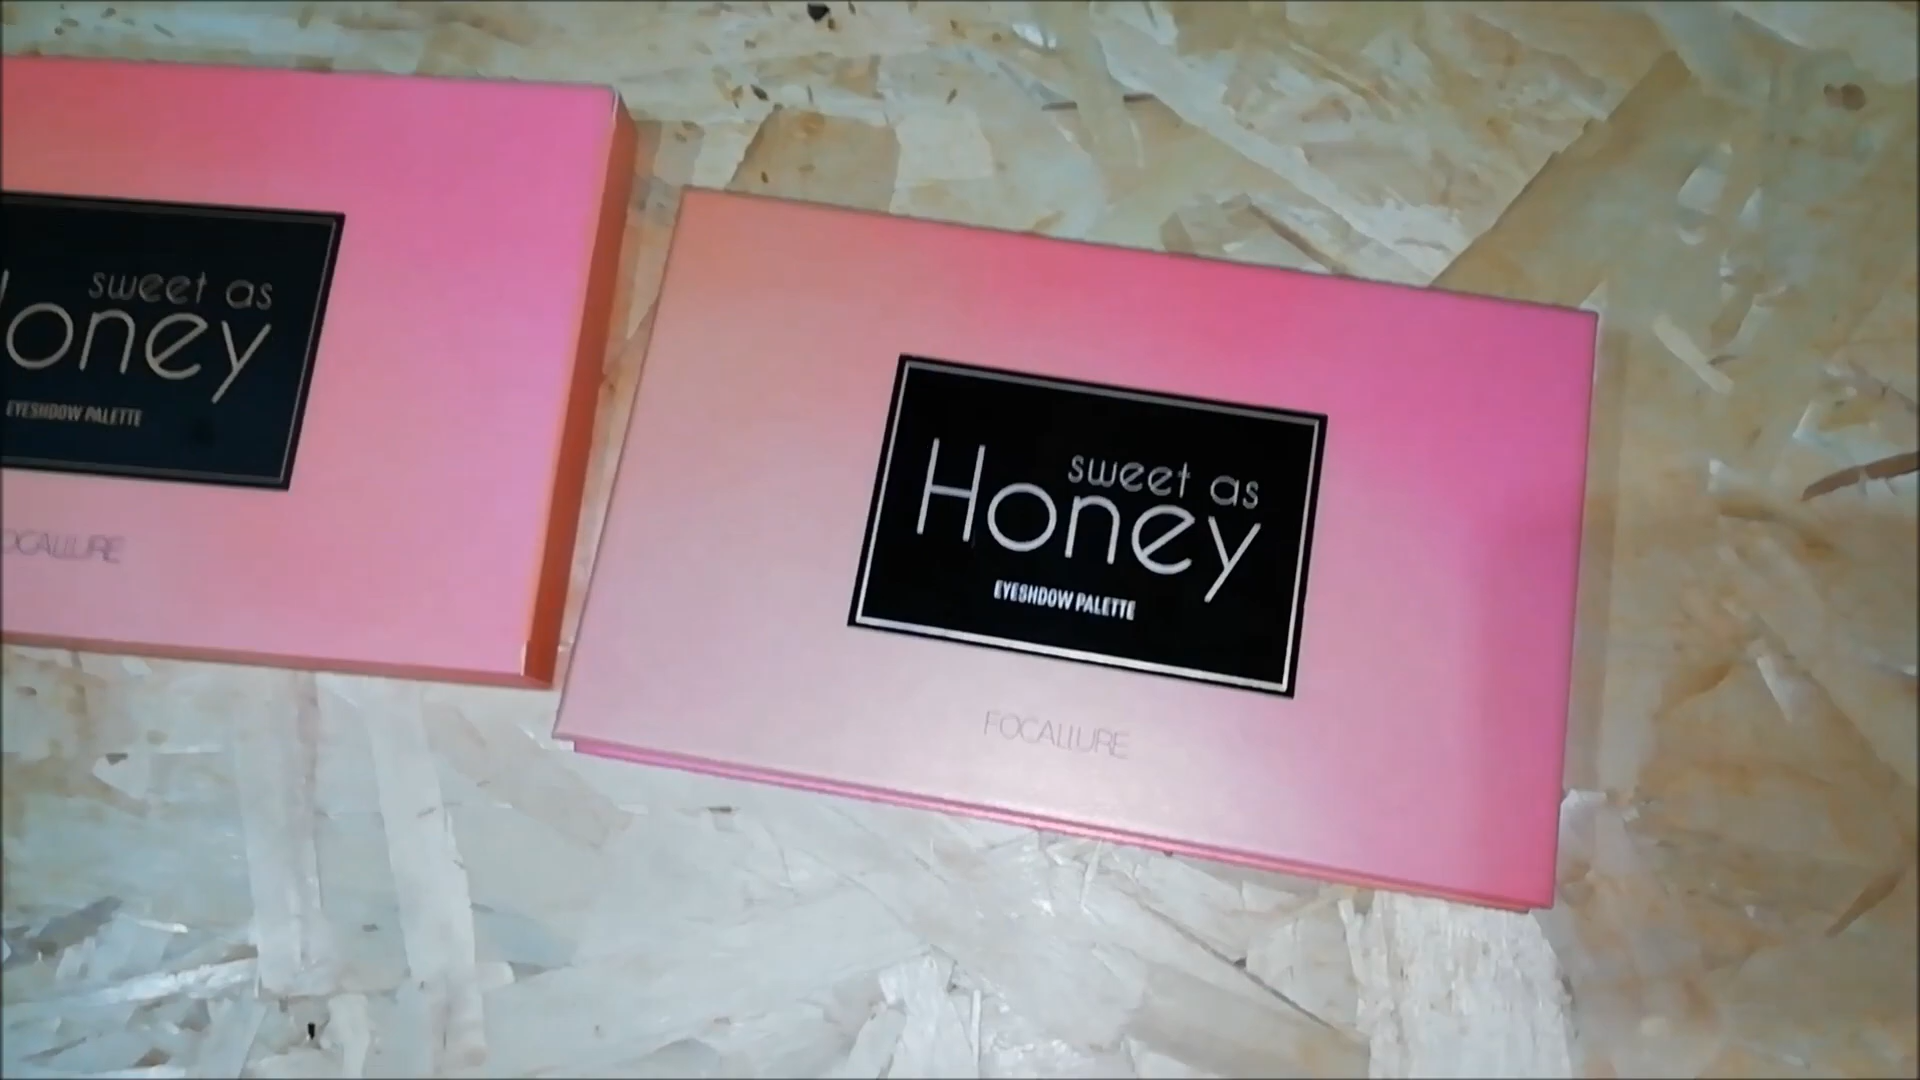 sweet as
oney
EYESHDOW PALETTE
OCALLURE
sweet as
Honey
EYESHDOW PALETTE
FOCALLURE